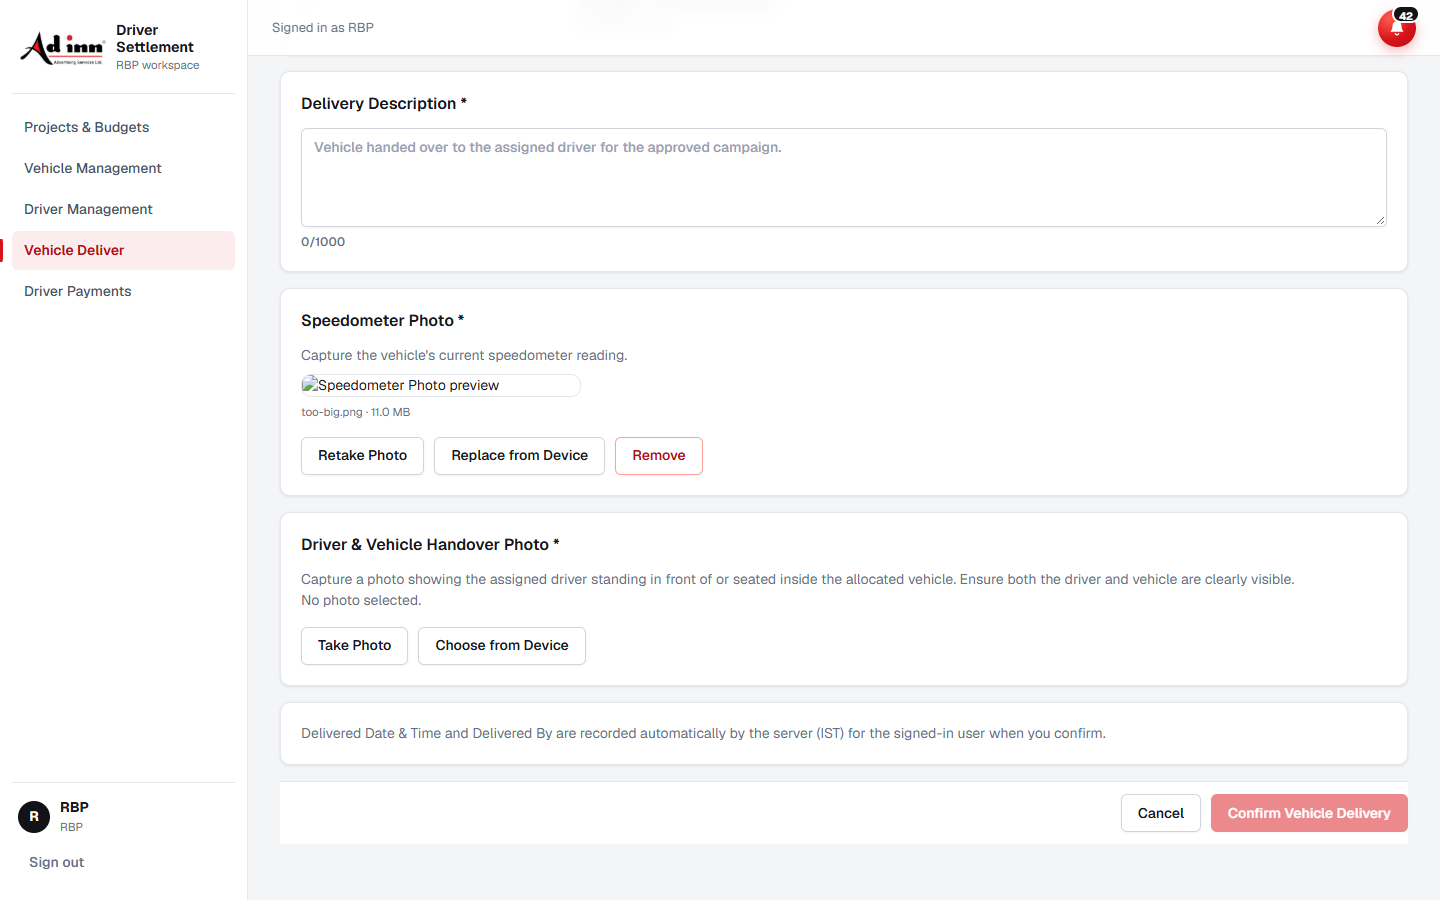 Ad inn
Advertising Services Ltd
Driver
Settlement
RBP workspace
Projects & Budgets
Vehicle Management
Driver Management
Vehicle Deliver
Driver Payments
RBP
R
RBP
Sign out
Signed in as RBP
42
Delivery Description *
Vehicle handed over to the assigned driver for the approved campaign.
0/1000
Speedometer Photo *
Capture the vehicle's current speedometer reading.
Speedometer Photo preview
too-big.png · 11.0 MB
Retake Photo
Replace from Device
Remove
Driver & Vehicle Handover Photo *
Capture a photo showing the assigned driver standing in front of or seated inside the allocated vehicle. Ensure both the driver and vehicle are clearly visible.
No photo selected.
Take Photo
Choose from Device
Delivered Date & Time and Delivered By are recorded automatically by the server (IST) for the signed-in user when you confirm.
Cancel
Confirm Vehicle Delivery